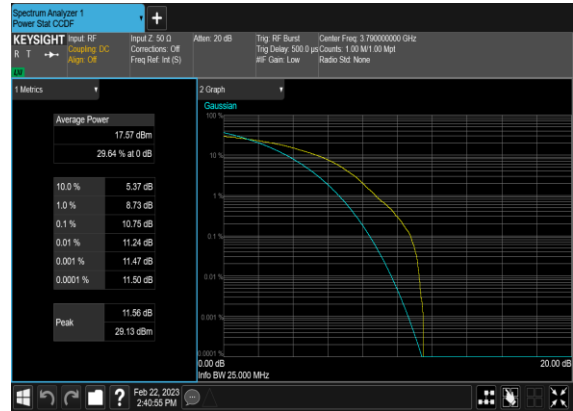 Spectrum Analyzer 1
Power Stat CCDF
KEYSIGHT
R T
LW
Input: RF
Coupling: DC
Align: Off
Input Z: 50 Ω
Corrections: Off
Freq Ref: Int (S)
Atten: 20 dB
Trig: RF Burst
Trig Delay: 500.0 µs
#IF Gain: Low
Center Freq: 3.790000000 GHz
Counts: 1.00 M/1.00 Mpt
Radio Std: None
1 Metrics
Average Power
17.57 dBm
29.64 % at 0 dB
10.0 % 5.37 dB
1.0 % 8.73 dB
0.1 % 10.75 dB
0.01 % 11.24 dB
0.001 % 11.47 dB
0.0001 % 11.50 dB
Peak
11.56 dB
29.13 dBm
2 Graph
Gaussian
100 %
10 %
1 %
0.1 %
0.01 %
0.001 %
0.0001 %
0.00 dB
20.00 dB
Info BW 25.000 MHz
Feb 22, 2023
2:40:55 PM